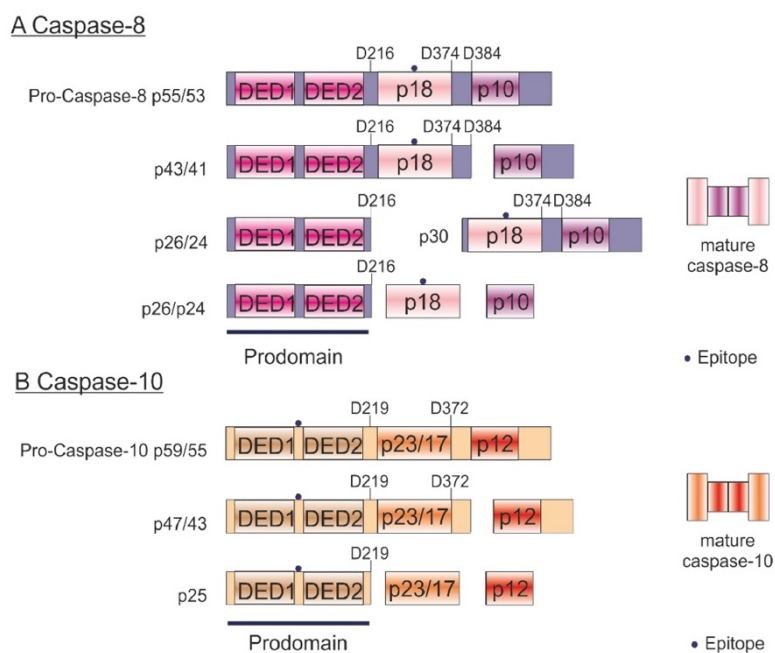 A Caspase-8
D216 D374 D384
Pro-Caspase-8 p55/53 DED1 DED2 p18 p10
D216 D374 D384
p43/41 DED1 DED2 p18 p10
D216 D374 D384
p26/24 DED1 DED2 p30 p18 p10
D216
p26/p24 DED1 DED2 p18 p10
Prodomain
mature
caspase-8
Epitope
B Caspase-10
D219 D372
Pro-Caspase-10 p59/55 DED1 DED2 p23/17 p12
D219 D372
p47/43 DED1 DED2 p23/17 p12
D219
p25 DED1 DED2 p23/17 p12
Prodomain
mature
caspase-10
Epitope